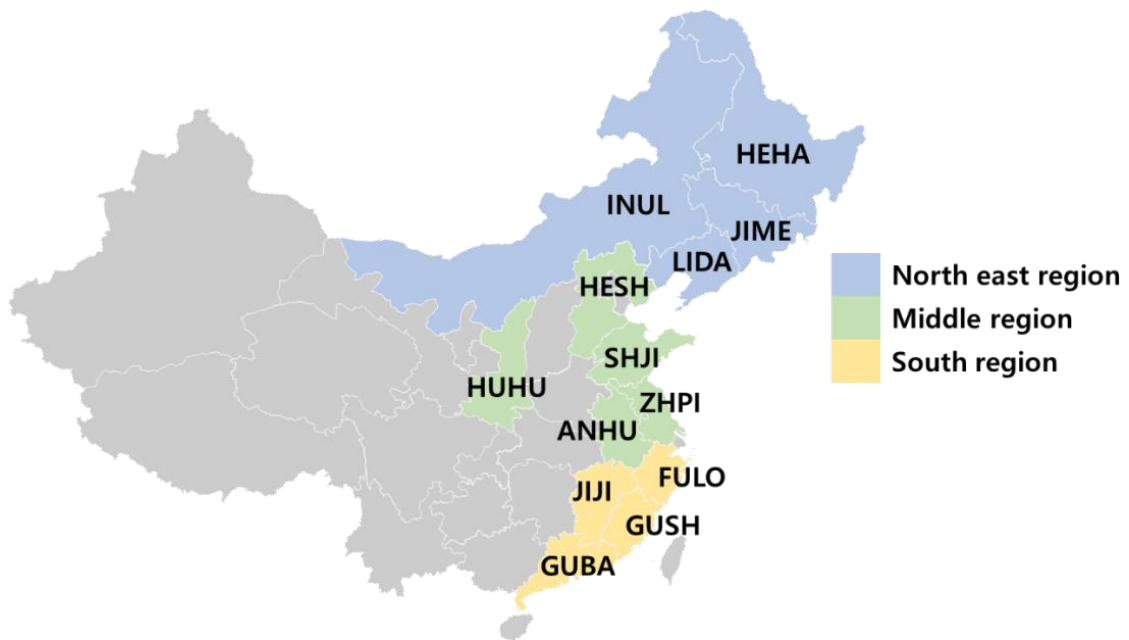 HEHA
INUL
JIME
LIDA
HESH
SHJI
HUHU
ZHPI
ANHU
FULO
JIJI
GUSH
GUBA
North east region
Middle region
South region